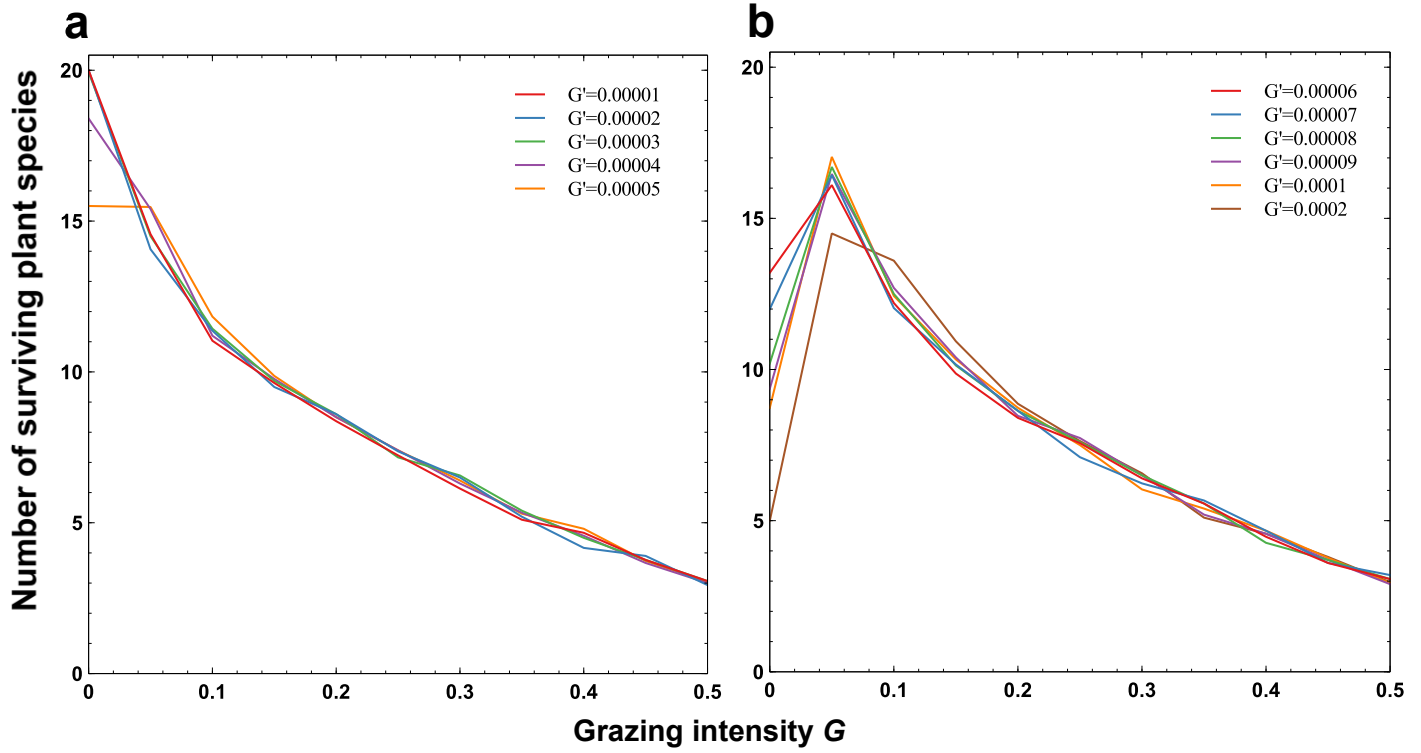 a
b
Number of surviving plant species
20
15
10
5
0
0
0.1
0.2
0.3
0.4
0.5
G'=0.00001
G'=0.00002
G'=0.00003
G'=0.00004
G'=0.00005
20
15
10
5
0
0
0.1
0.2
0.3
0.4
0.5
G'=0.00006
G'=0.00007
G'=0.00008
G'=0.00009
G'=0.0001
G'=0.0002
Grazing intensity G